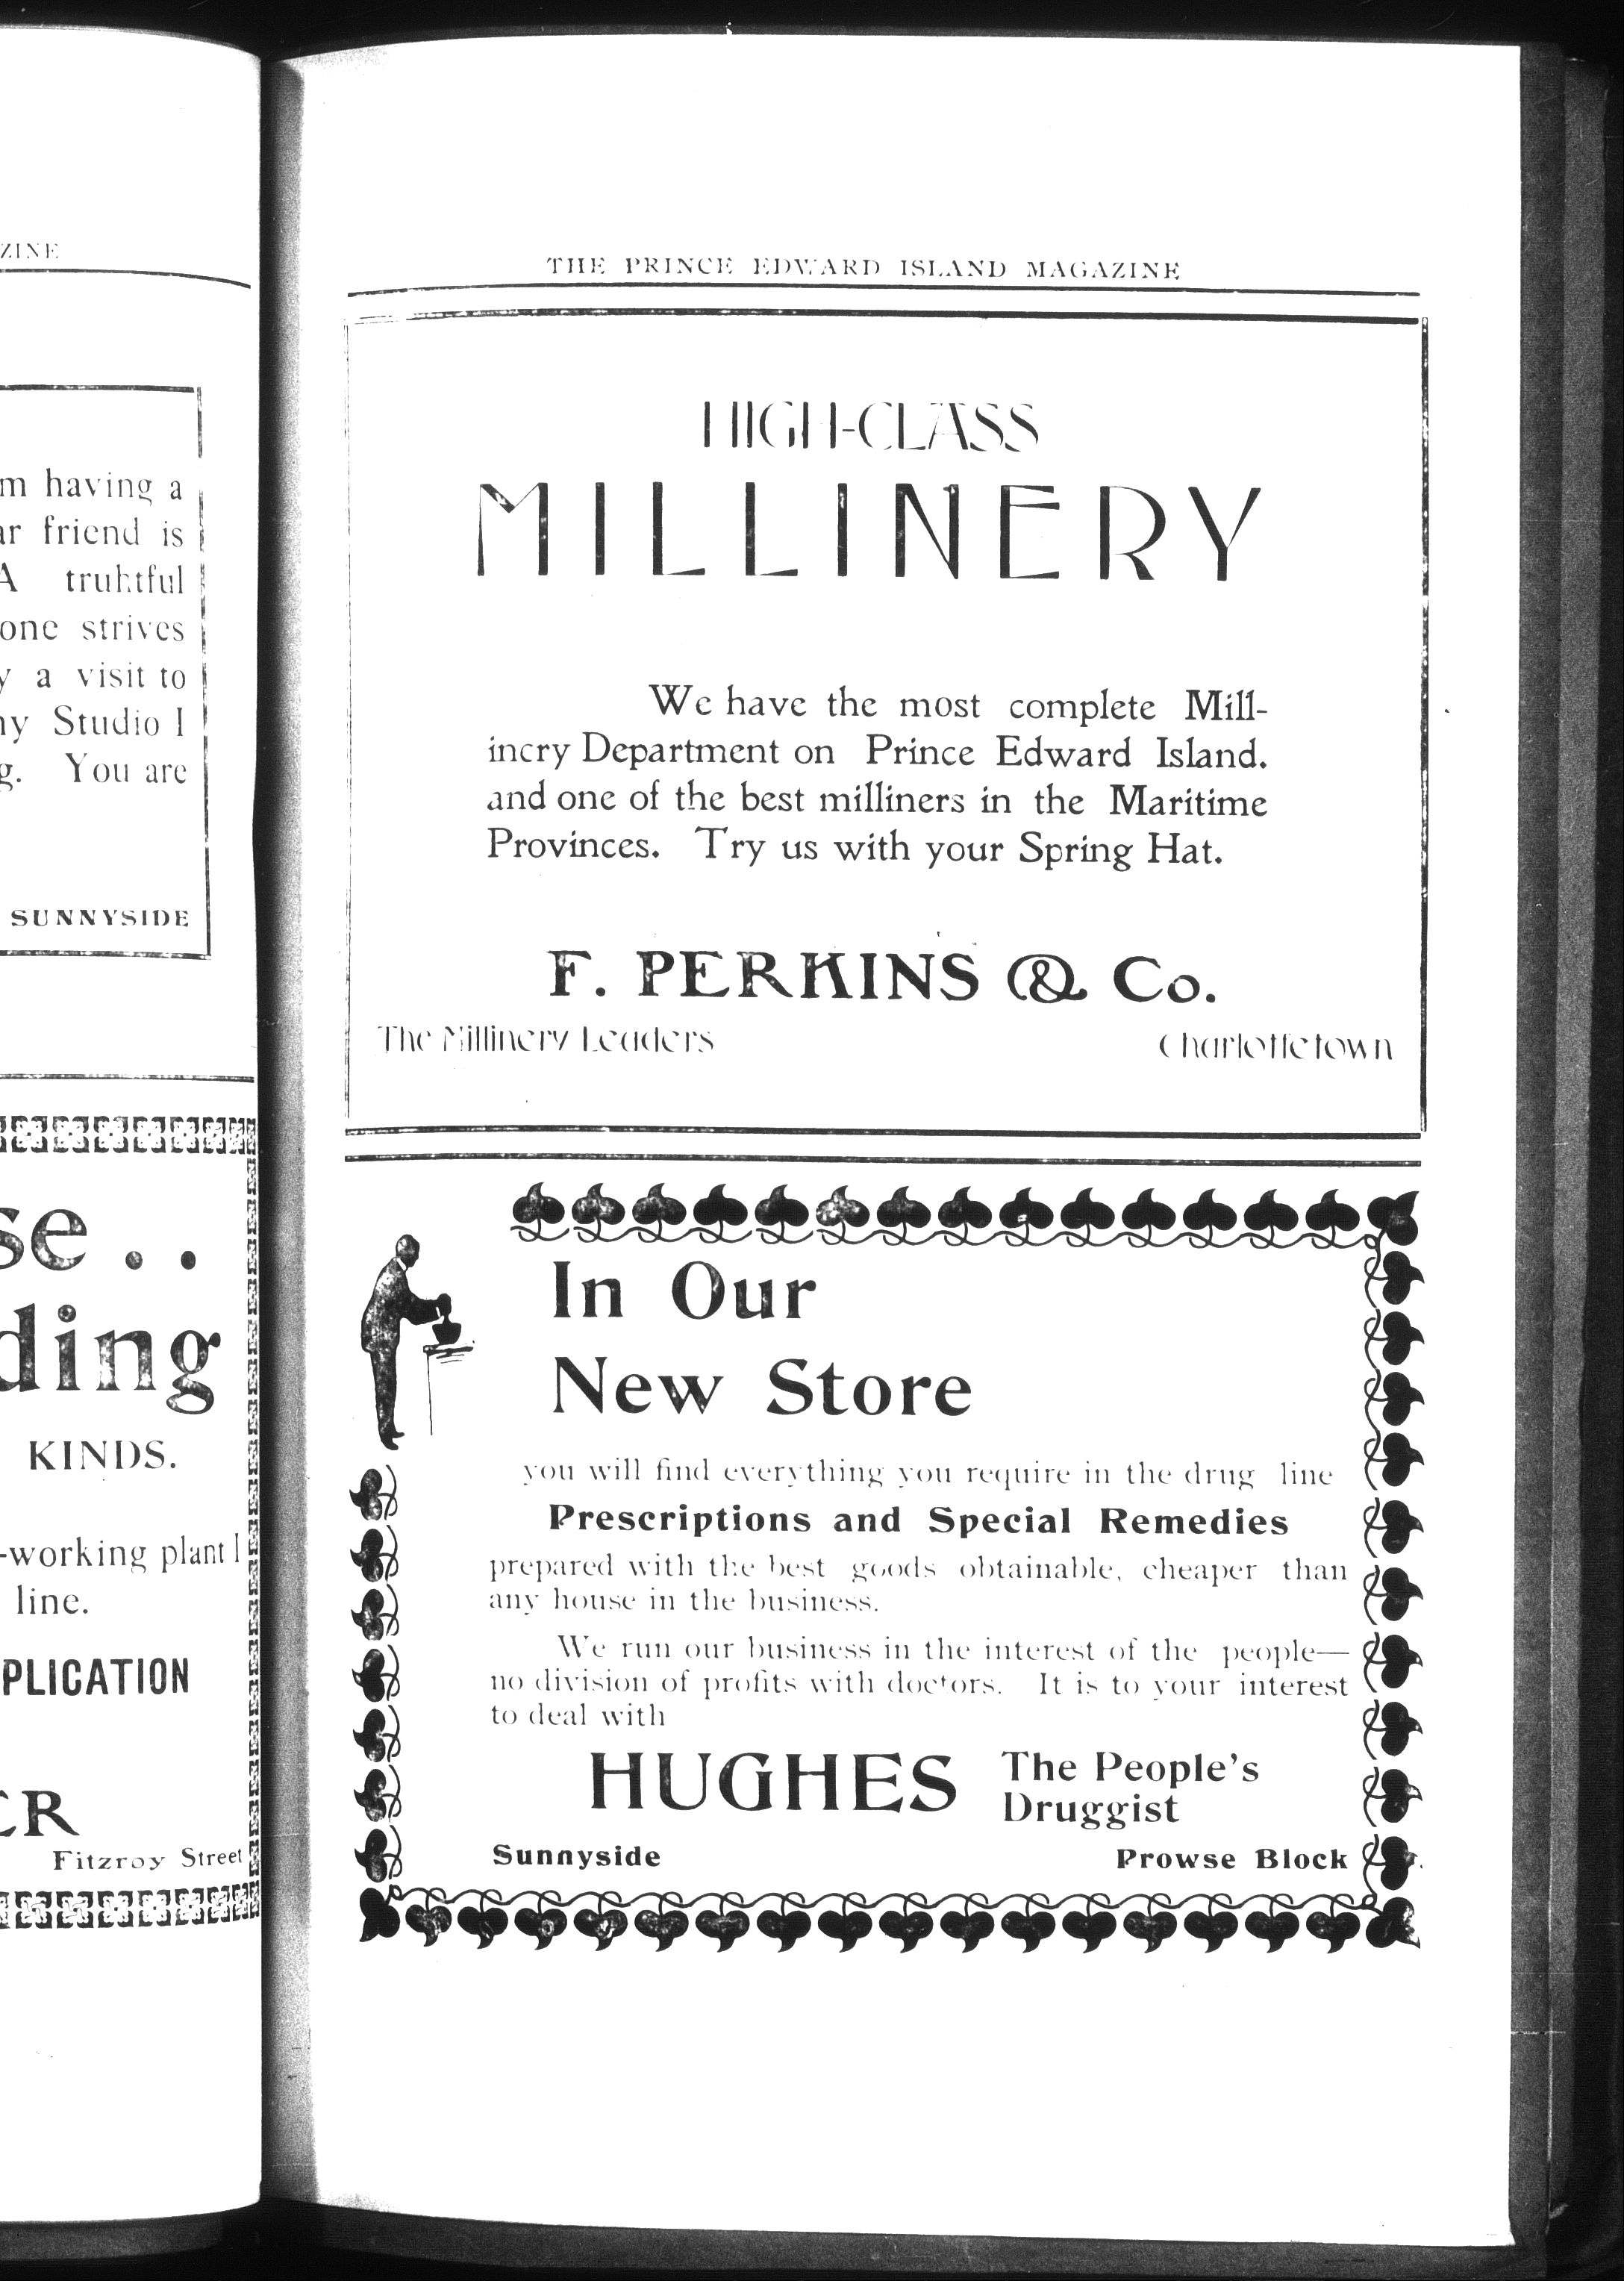 ZINE
m having a
ar friend is
A truhtful
one strives
y a visit to
ny Studio I
g. You are
SUNNYSIDE
se . .
ding
KINDS.
-working plant I
line.
PLICATION
ER
Fitzroy Street
THE PRINCE EDWARD ISLAND MAGAZINE
HIGH-CLASS
MILLINERY
We have the most complete Mill-
inery Department on Prince Edward Island.
and one of the best milliners in the Maritime
Provinces. Try us with your Spring Hat.
F. PERKINS & Co.
The Millinery Leaders Charlottetown
In Our
New Store
you will find everything you require in the drug line
Prescriptions and Special Remedies
prepared with the best goods obtainable, cheaper than
any house in the business.
We run our business in the interest of the people—
no division of profits with doctors. It is to your interest
to deal with
HUGHES The People's
Druggist
Sunnyside Prowse Block